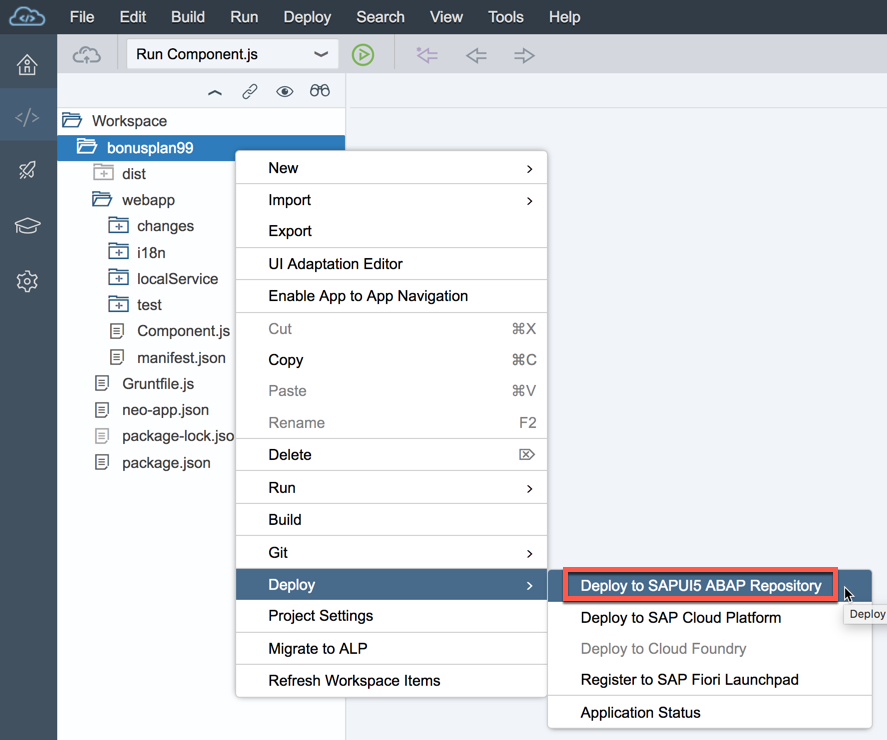 File Edit Build Run Deploy Search View Tools Help
Run Component.js
Workspace
bonusplan99
dist
webapp
changes
i18n
localService
test
Component.js
manifest.json
Gruntfile.js
neo-app.json
package-lock.jso
package.json
New
Import
Export
UI Adaptation Editor
Enable App to App Navigation
Cut ⌘X
Copy ⌘C
Paste ⌘V
Rename F2
Delete
Run
Build
Git
Deploy
Project Settings
Migrate to ALP
Refresh Workspace Items
Deploy to SAPUI5 ABAP Repository
Deploy to SAP Cloud Platform
Deploy to Cloud Foundry
Register to SAP Fiori Launchpad
Application Status
Deploy